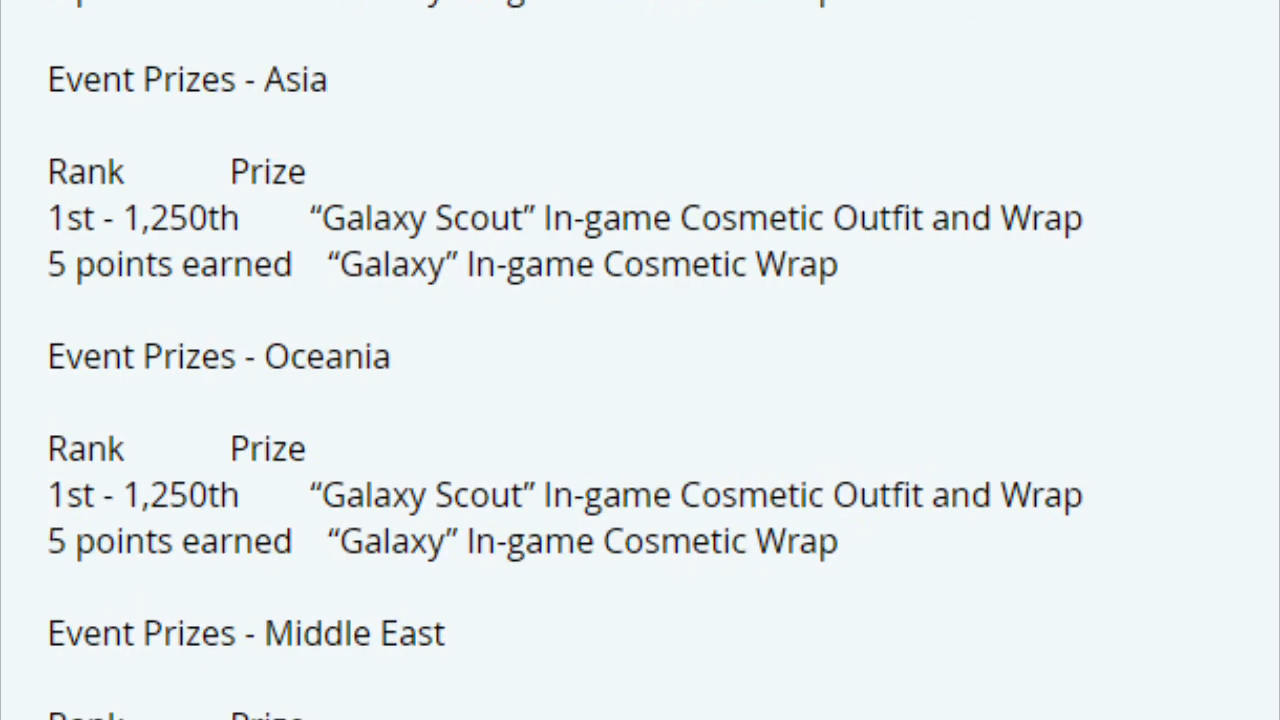 Event Prizes - Asia
Rank Prize
1st - 1,250th “Galaxy Scout” In-game Cosmetic Outfit and Wrap
5 points earned “Galaxy” In-game Cosmetic Wrap
Event Prizes - Oceania
Rank Prize
1st - 1,250th “Galaxy Scout” In-game Cosmetic Outfit and Wrap
5 points earned “Galaxy” In-game Cosmetic Wrap
Event Prizes - Middle East
Rank Prize